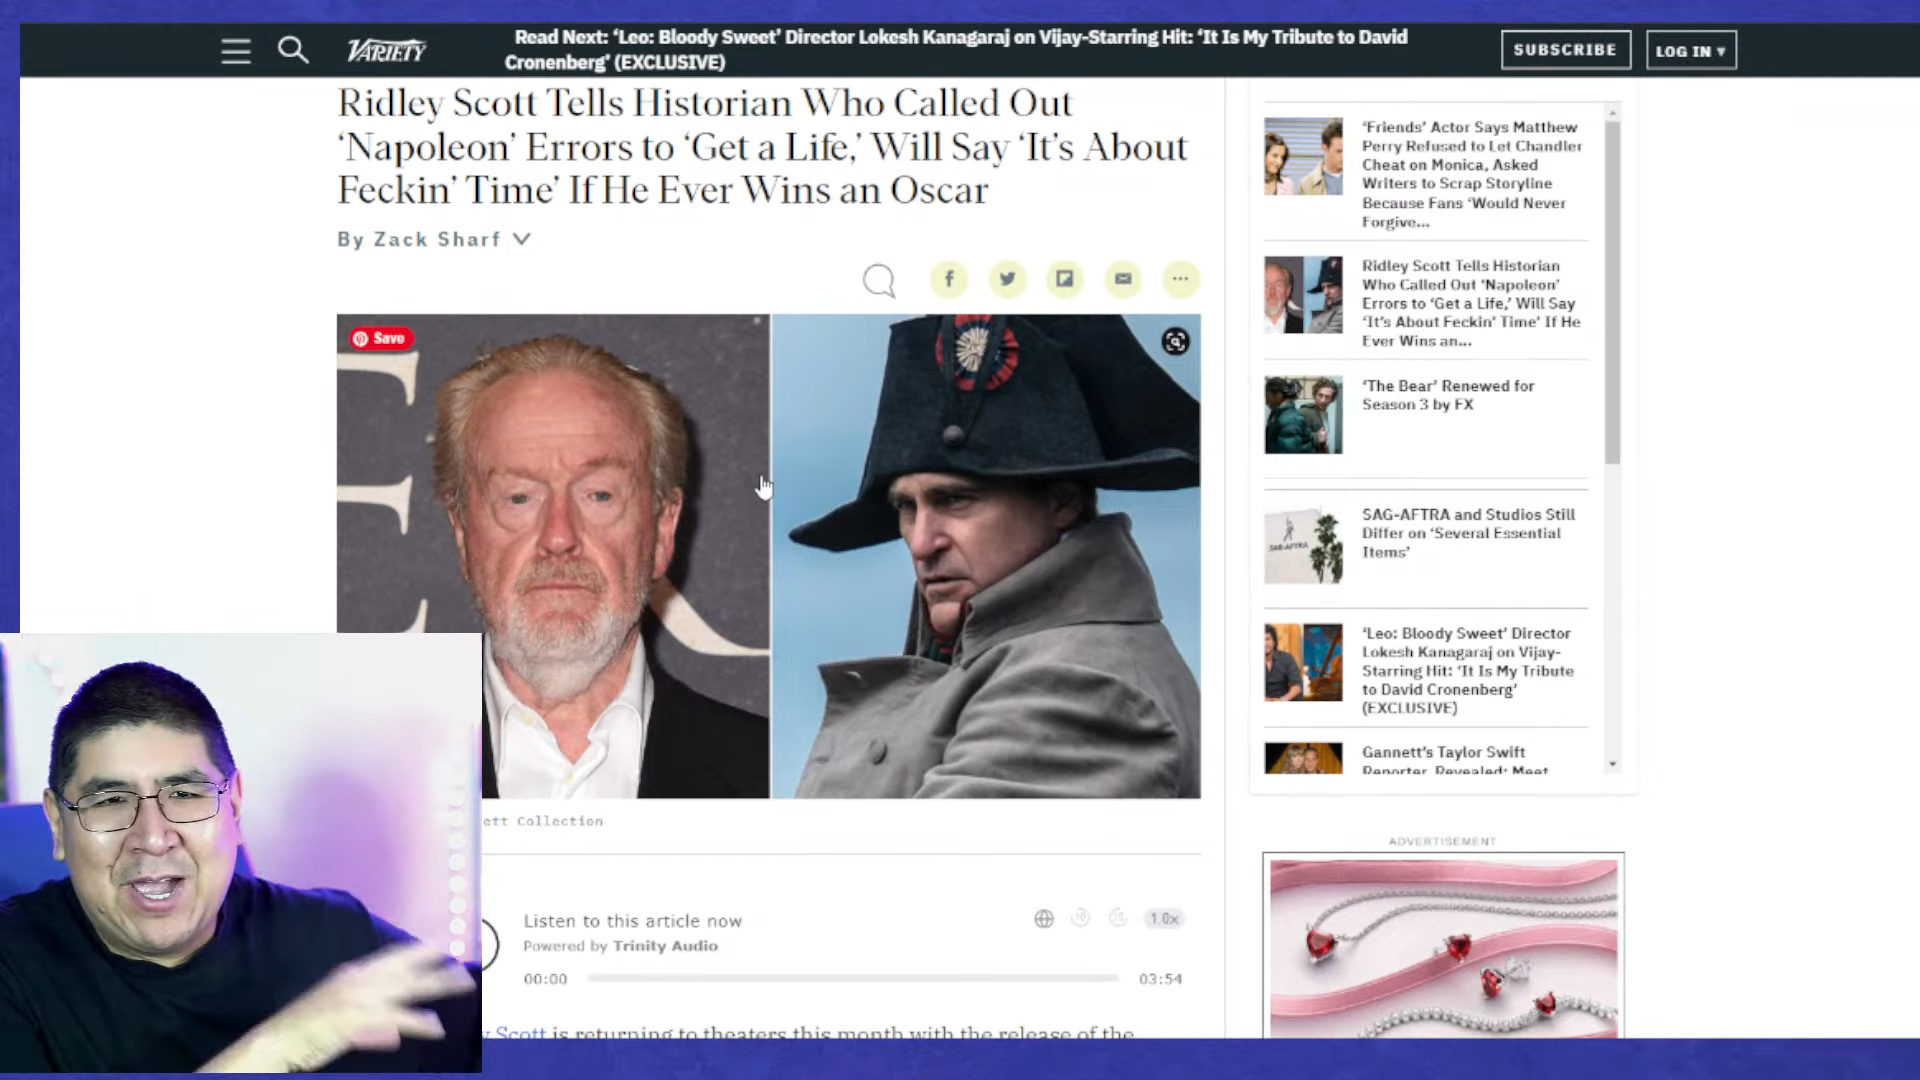 VARIETY
Read Next: ‘Leo: Bloody Sweet’ Director Lokesh Kanagaraj on Vijay-Starring Hit: ‘It Is My Tribute to David
Cronenberg’ (EXCLUSIVE)
SUBSCRIBE
LOG IN ▾
Ridley Scott Tells Historian Who Called Out
‘Napoleon’ Errors to ‘Get a Life,’ Will Say ‘It’s About
Feckin’ Time’ If He Ever Wins an Oscar
By Zack Sharf
Save
ett Collection
Listen to this article now
Powered by Trinity Audio
10
10
1.0x
00:00
03:54
y Scott is returning to theaters this month with the release of the
‘Friends’ Actor Says Matthew
Perry Refused to Let Chandler
Cheat on Monica, Asked
Writers to Scrap Storyline
Because Fans ‘Would Never
Forgive...
Ridley Scott Tells Historian
Who Called Out ‘Napoleon’
Errors to ‘Get a Life,’ Will Say
‘It’s About Feckin’ Time’ If He
Ever Wins an...
‘The Bear’ Renewed for
Season 3 by FX
SAG-AFTRA
SAG-AFTRA and Studios Still
Differ on ‘Several Essential
Items’
‘Leo: Bloody Sweet’ Director
Lokesh Kanagaraj on Vijay-
Starring Hit: ‘It Is My Tribute
to David Cronenberg’
(EXCLUSIVE)
Gannett’s Taylor Swift
Reporter, Revealed: Meet
ADVERTISEMENT